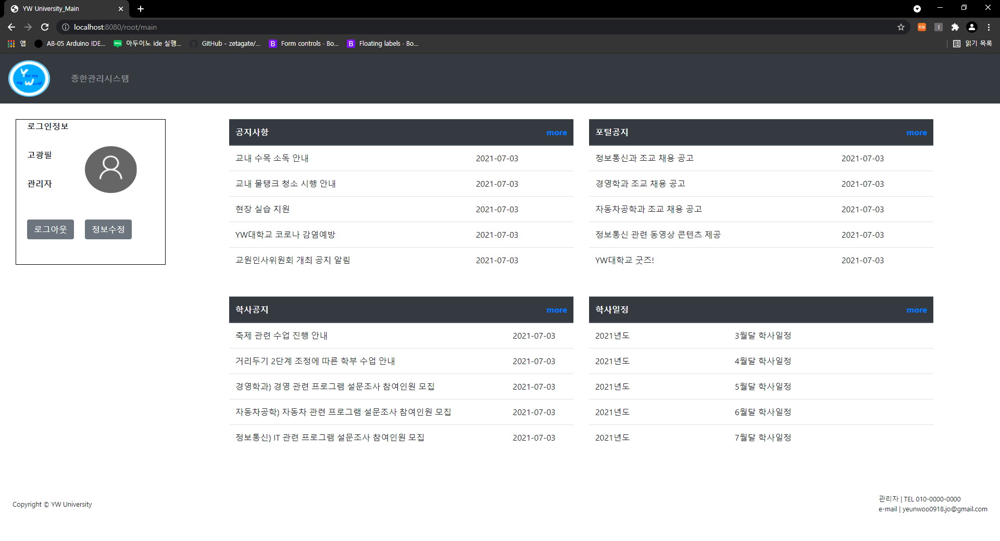 YW University_Main
localhost:8080/root/main
앱
AB-05 Arduino IDE...
아두이노 ide 실행...
GitHub - zetagate/...
Form controls · Bo...
Floating labels · Bo...
읽기 목록
종한관리시스템
로그인정보
고광필
관리자
로그아웃 정보수정
공지사항 more
교내 수목 소독 안내 2021-07-03
교내 물탱크 청소 시행 안내 2021-07-03
현장 실습 지원 2021-07-03
YW대학교 코로나 감염예방 2021-07-03
교원인사위원회 개최 공지 알림 2021-07-03
포털공지 more
정보통신과 조교 채용 공고 2021-07-03
경영학과 조교 채용 공고 2021-07-03
자동차공학과 조교 채용 공고 2021-07-03
정보통신 관련 동영상 콘텐츠 제공 2021-07-03
YW대학교 굿즈! 2021-07-03
학사공지 more
축제 관련 수업 진행 안내 2021-07-03
거리두기 2단계 조정에 따른 학부 수업 안내 2021-07-03
경영학과) 경영 관련 프로그램 설문조사 참여인원 모집 2021-07-03
자동차공학) 자동차 관련 프로그램 설문조사 참여인원 모집 2021-07-03
정보통신) IT 관련 프로그램 설문조사 참여인원 모집 2021-07-03
학사일정 more
2021년도 3월달 학사일정
2021년도 4월달 학사일정
2021년도 5월달 학사일정
2021년도 6월달 학사일정
2021년도 7월달 학사일정
Copyright © YW University
관리자 | TEL 010-0000-0000
e-mail | yeunwoo0918.jo@gmail.com